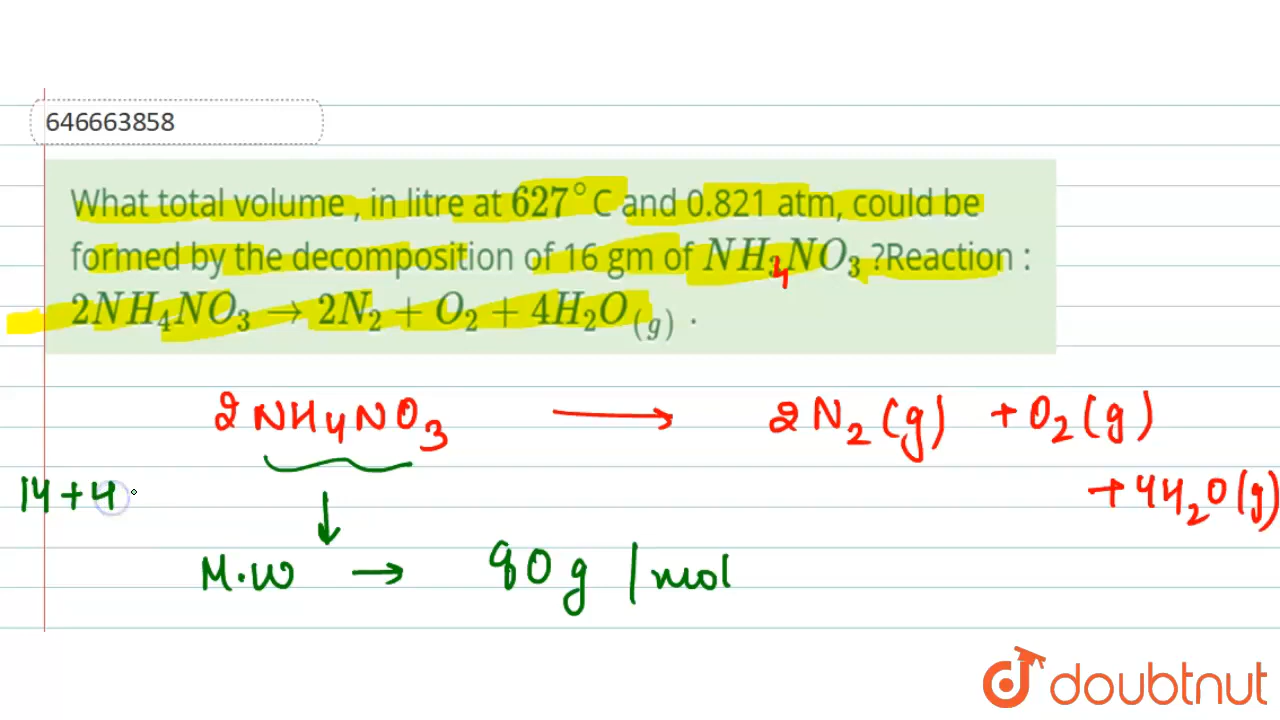 646663858
What total volume , in litre at 627°C and 0.821 atm, could be
formed by the decomposition of 16 gm of NH₄NO₃ ?Reaction :
2NH₄NO₃ → 2N₂ + O₂ + 4H₂O₍g₎ .
2NH₄NO₃ → 2N₂(g) + O₂(g)
+ 4H₂O(g)
14+4
M.W → 80 g / mol
doubtnut